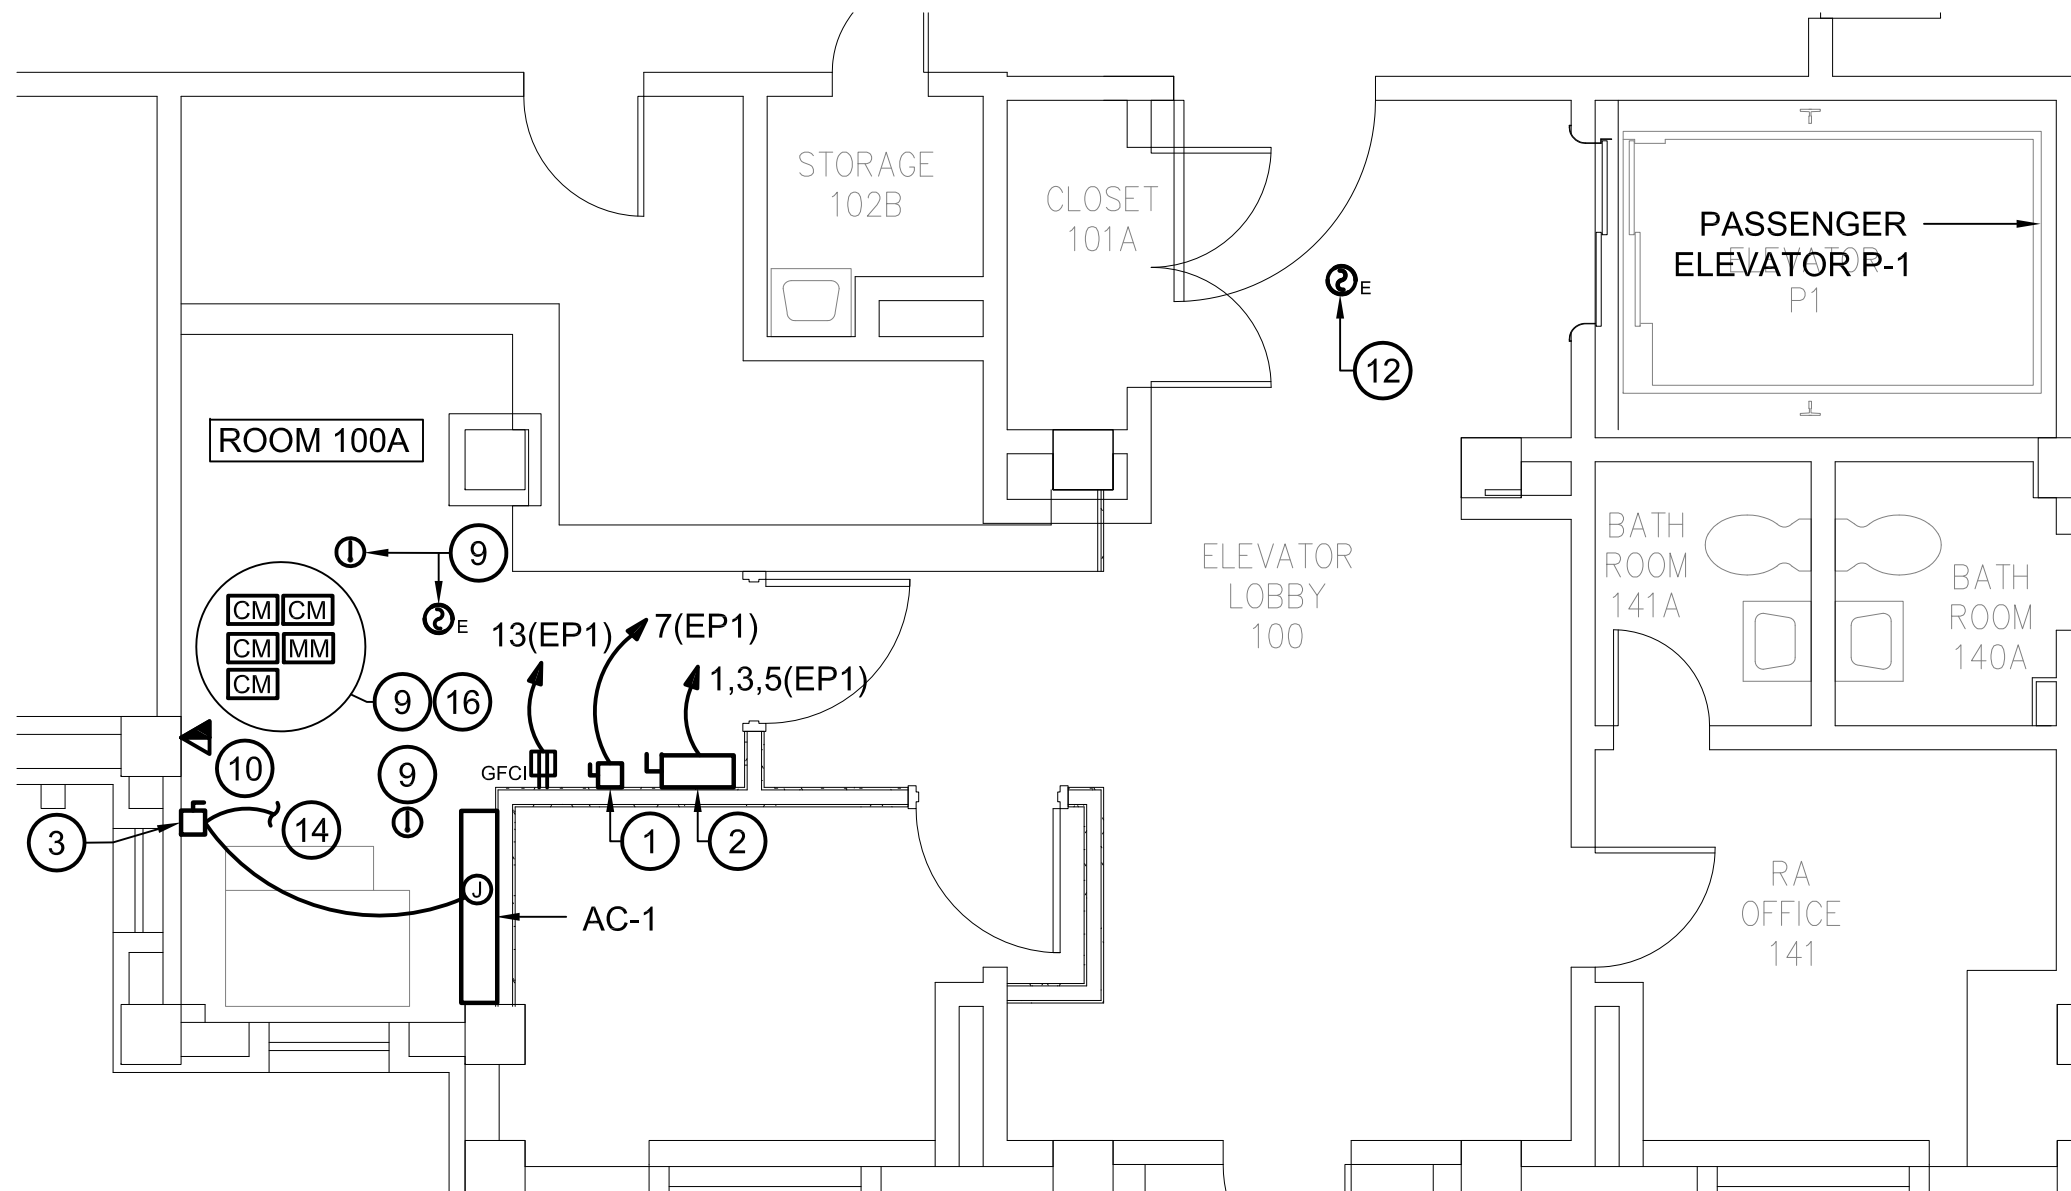 STORAGE
102B
CLOSET
101A
PASSENGER
ELEVATOR P-1
ELEVATOR
P1
E
12
ROOM 100A
9
E
CM CM
CM MM
CM
9 16
13(EP1)
7(EP1)
1,3,5(EP1)
ELEVATOR
LOBBY
100
BATH
ROOM
141A
BATH
ROOM
140A
10
9
GFCI
3
14
1
2
J
AC-1
RA
OFFICE
141